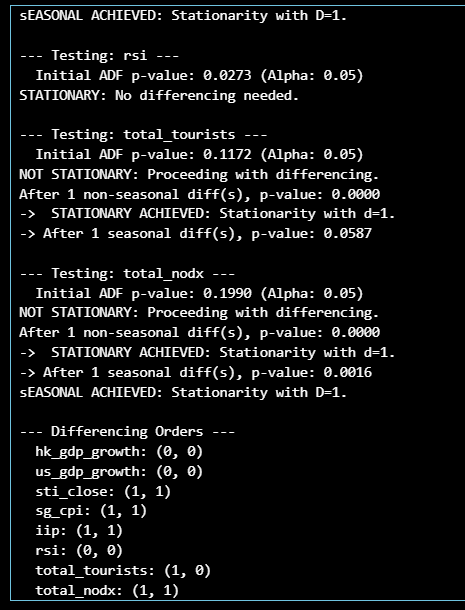 sEASONAL ACHIEVED: Stationarity with D=1.
--- Testing: rsi ---
Initial ADF p-value: 0.0273 (Alpha: 0.05)
STATIONARY: No differencing needed.
--- Testing: total_tourists ---
Initial ADF p-value: 0.1172 (Alpha: 0.05)
NOT STATIONARY: Proceeding with differencing.
After 1 non-seasonal diff(s), p-value: 0.0000
->  STATIONARY ACHIEVED: Stationarity with d=1.
-> After 1 seasonal diff(s), p-value: 0.0587
--- Testing: total_nodx ---
Initial ADF p-value: 0.1990 (Alpha: 0.05)
NOT STATIONARY: Proceeding with differencing.
After 1 non-seasonal diff(s), p-value: 0.0000
->  STATIONARY ACHIEVED: Stationarity with d=1.
-> After 1 seasonal diff(s), p-value: 0.0016
sEASONAL ACHIEVED: Stationarity with D=1.
--- Differencing Orders ---
hk_gdp_growth: (0, 0)
us_gdp_growth: (0, 0)
sti_close: (1, 1)
sg_cpi: (1, 1)
iip: (1, 1)
rsi: (0, 0)
total_tourists: (1, 0)
total_nodx: (1, 1)